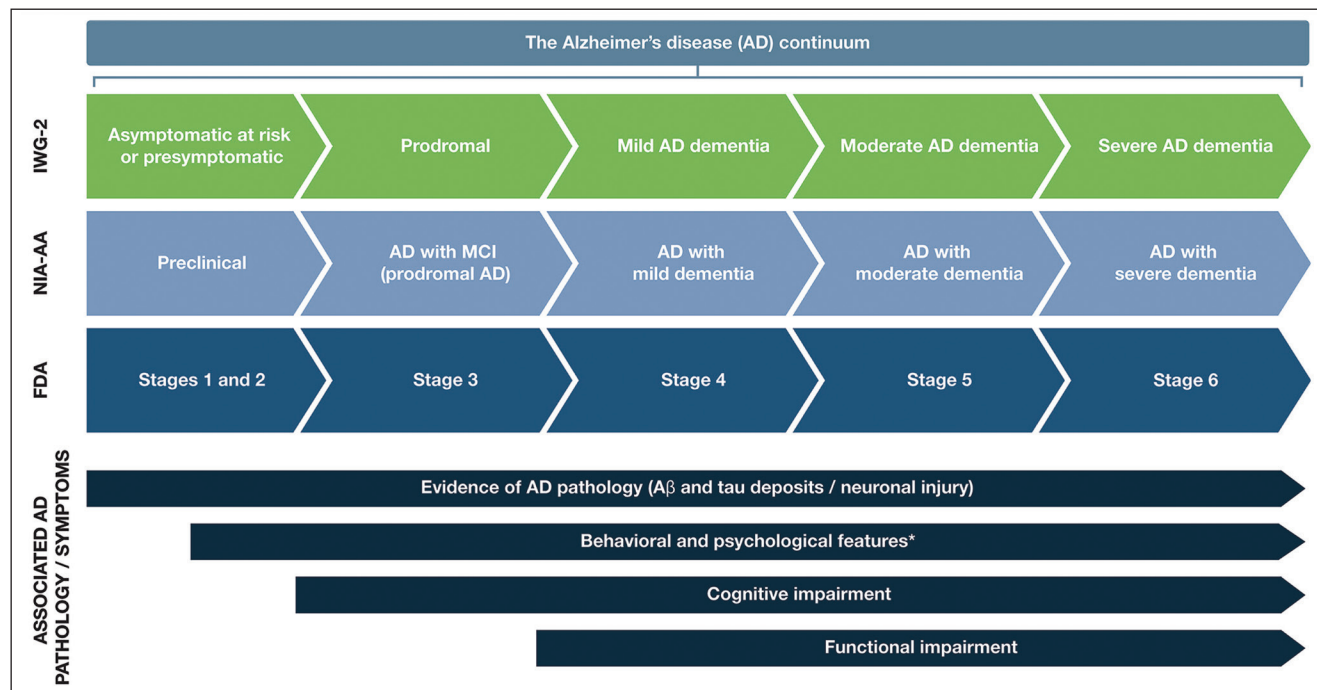 The Alzheimer's disease (AD) continuum
IWG-2
Asymptomatic at risk
or presymptomatic
Prodromal
Mild AD dementia
Moderate AD dementia
Severe AD dementia
NIA-AA
Preclinical
AD with MCI
(prodromal AD)
AD with
mild dementia
AD with
moderate dementia
AD with
severe dementia
FDA
Stages 1 and 2
Stage 3
Stage 4
Stage 5
Stage 6
ASSOCIATED AD
PATHOLOGY / SYMPTOMS
Evidence of AD pathology (Aβ and tau deposits / neuronal injury)
Behavioral and psychological features*
Cognitive impairment
Functional impairment